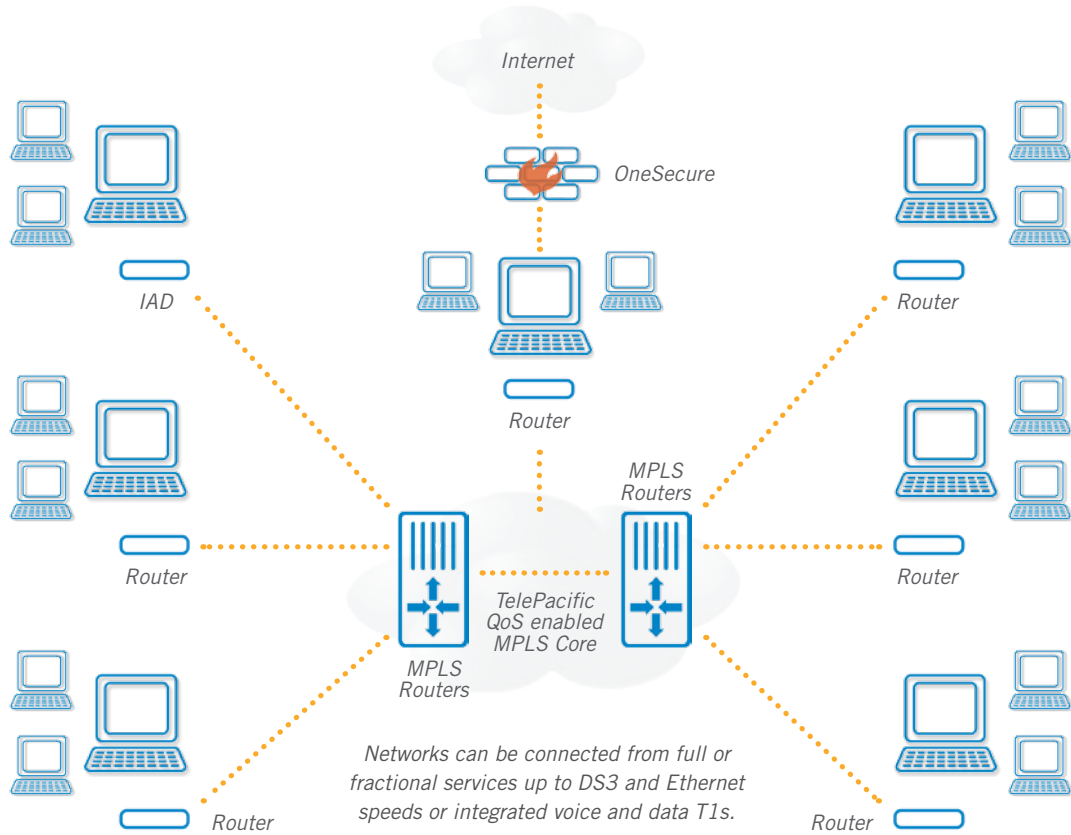 Internet
OneSecure
IAD
Router
Router
MPLS
Routers
Router
Router
TelePacific
QoS enabled
MPLS Core
MPLS
Routers
Networks can be connected from full or
fractional services up to DS3 and Ethernet
speeds or integrated voice and data T1s.
Router
Router